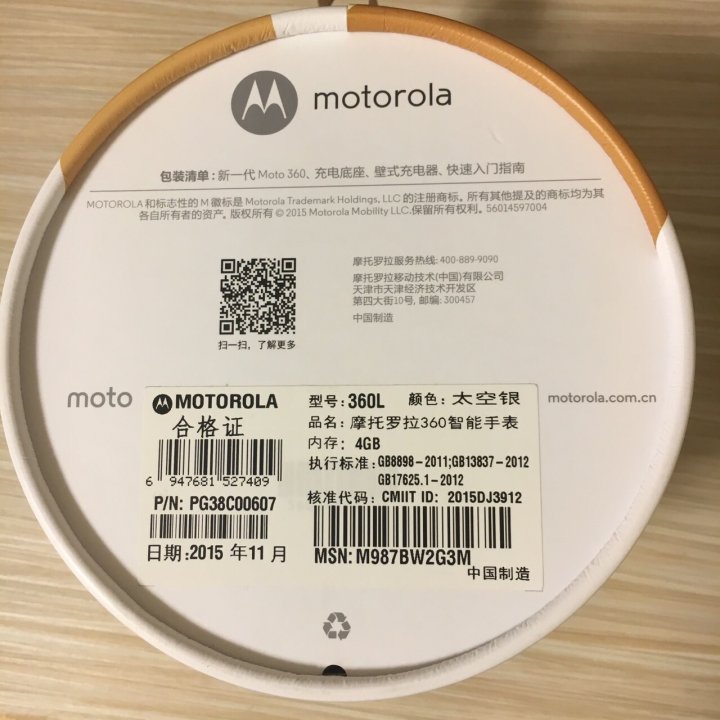 motorola
包装清单：新一代 Moto 360、充电底座、壁式充电器、快速入门指南
MOTOROLA 和标志性的 M 徽标是 Motorola Trademark Holdings, LLC 的注册商标。所有其他提及的商标均为其
各自所有者的资产。版权所有 © 2015 Motorola Mobility LLC.保留所有权利。56014597004
摩托罗拉服务热线: 400-889-9090
摩托罗拉移动技术(中国)有限公司
天津市天津经济技术开发区
第四大街10号, 邮编: 300457
中国制造
扫一扫，了解更多
moto
motorola.com.cn
MOTOROLA
合格证
6 947681 527409
P/N: PG38C00607
日期:2015 年 11 月
型号: 360L 颜色: 太空银
品名: 摩托罗拉360智能手表
内存: 4GB
执行标准: GB8898-2011;GB13837-2012
GB17625.1-2012
核准代码: CMIIT ID: 2015DJ3912
MSN: M987BW2G3M
中国制造